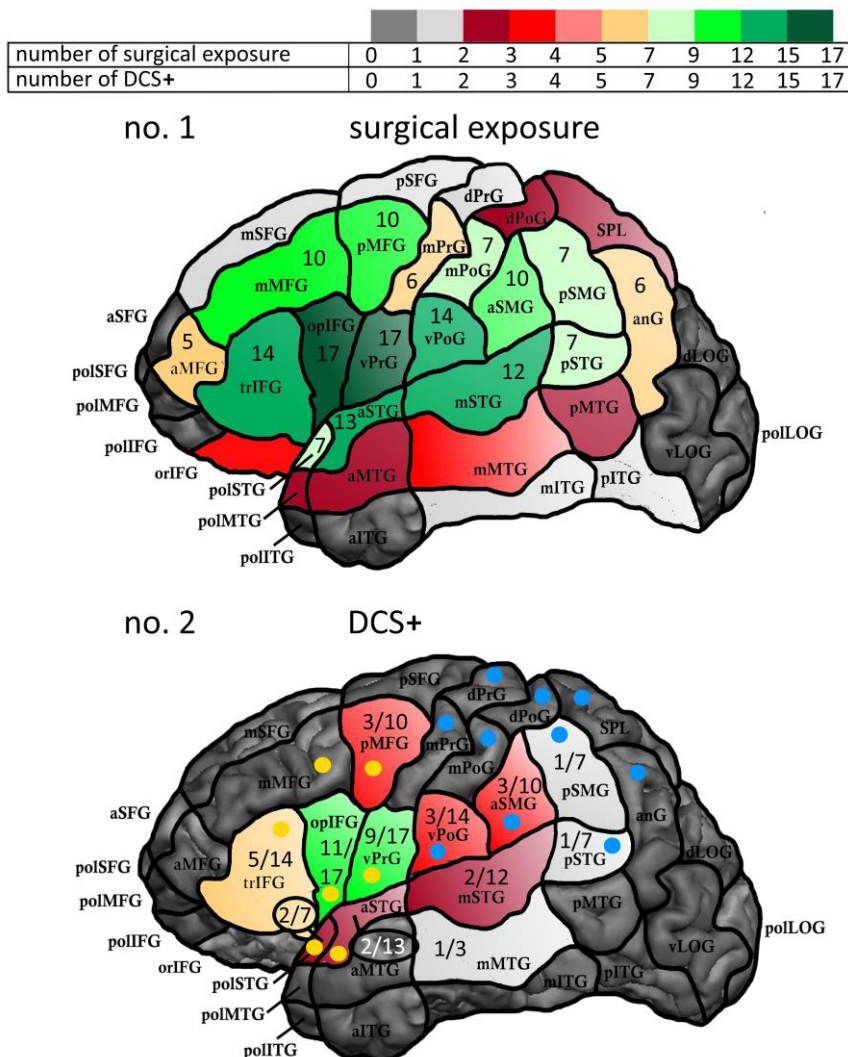 number of surgical exposure 0 1 2 3 4 5 7 9 12 15 17
number of DCS+ 0 1 2 3 4 5 7 9 12 15 17
no. 1 surgical exposure
pSFG
dPrG
mSFG
10
pMFG
mPrG
dPoG
SPL
10
mMFG
6
7
mPoG
10
aSMG
7
pSMG
6
anG
aSFG
5
aMFG
opIFG
17
17
vPrG
14
vPoG
polSFG
14
trIFG
7
pSTG
dLOG
polMFG
12
mSTG
13
aSTG
pMTG
polIFG
7
polLOG
orIFG
vLOG
aMTG
mMTG
polSTG
mITG
pITG
polMTG
aITG
polITG
no. 2 DCS+
pSFG
dPrG
dPoG
SPL
mSFG
3/10
pMFG
mPrG
mPoG
mMFG
1/7
pSMG
3/10
aSMG
anG
aSFG
opIFG
11/
17
9/17
vPrG
3/14
vPoG
aMFG
5/14
trIFG
1/7
pSTG
dLOG
polSFG
2/12
mSTG
polMFG
2/7
aSTG
pMTG
polLOG
polIFG
2/13
1/3
mMTG
vLOG
orIFG
aMTG
mITG
pITG
polSTG
polMTG
aITG
polITG